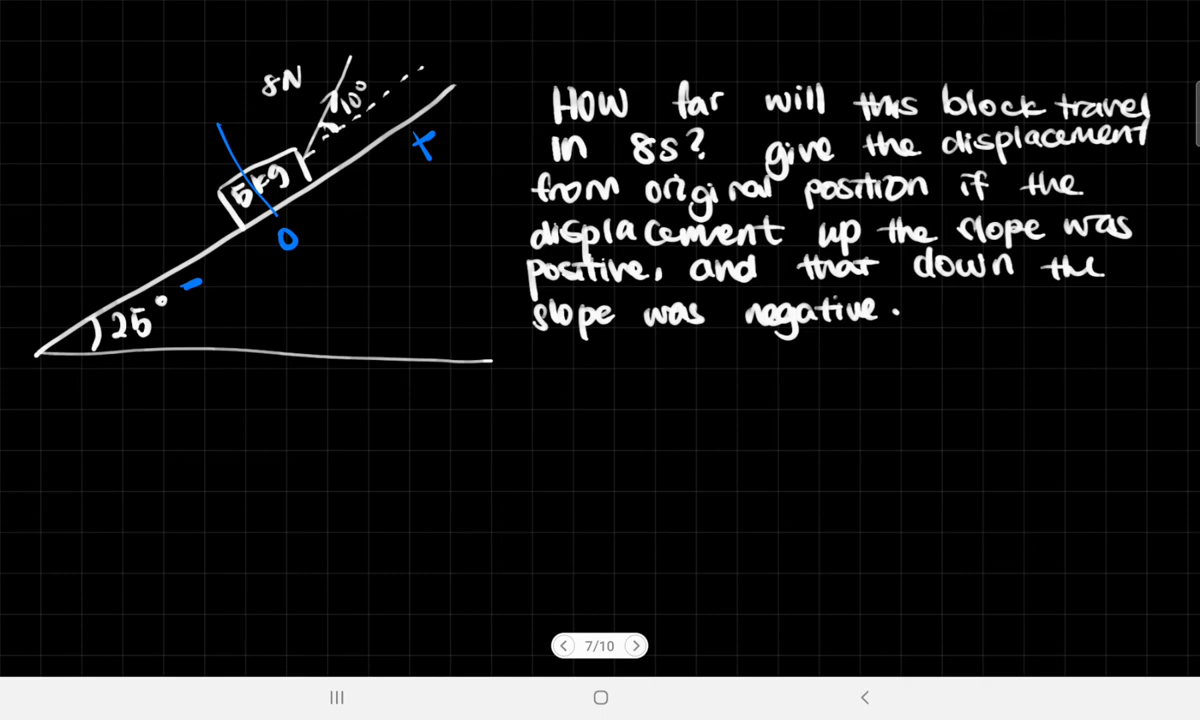 8N
10°
5kg
+
0
-
25°
HOW far will this block travel
in 8s? give the displacement
from original position if the
displacement up the slope was
positive, and that down the
slope was negative.
7/10